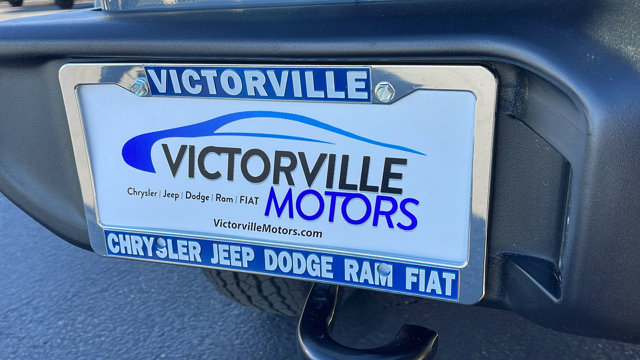 VICTORVILLE
VICTORVILLE
Chrysler | Jeep | Dodge | Ram | FIAT
MOTORS
VictorvilleMotors.com
CHRYSLER JEEP DODGE RAM FIAT